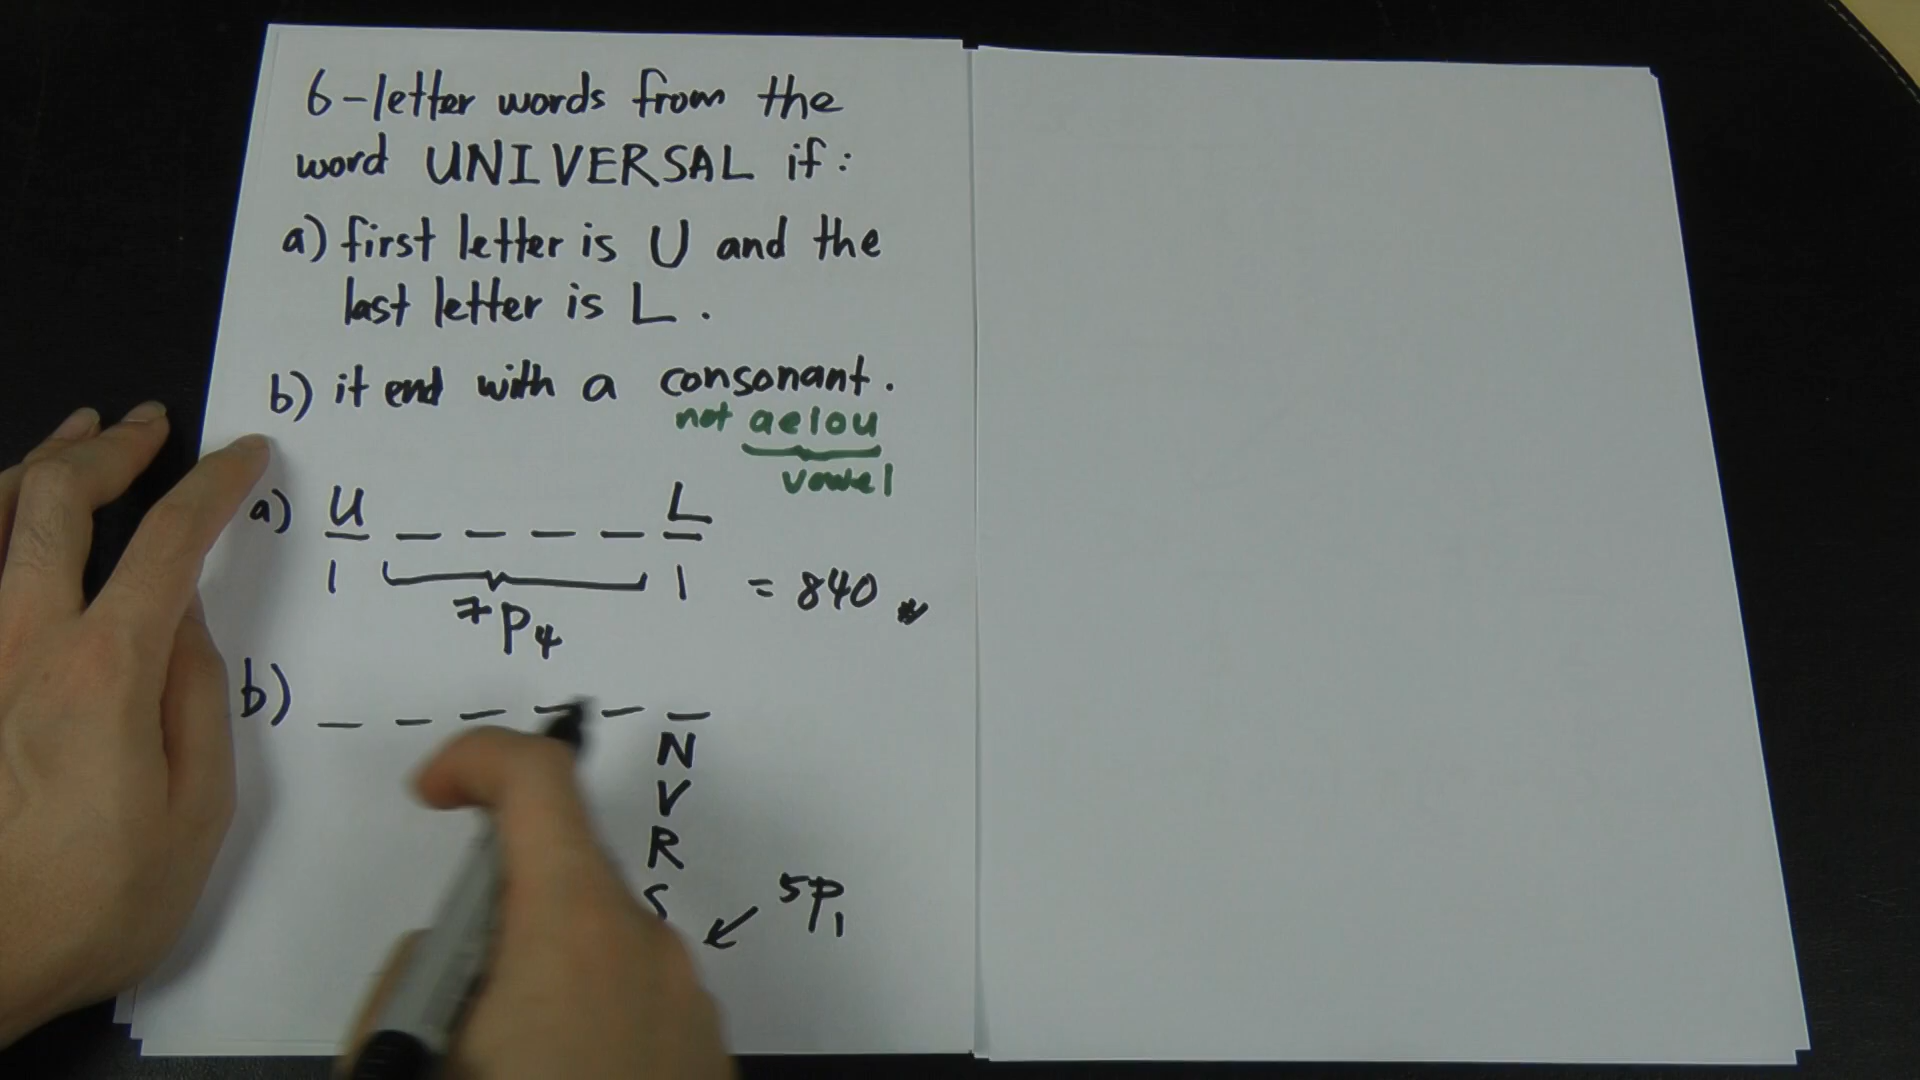 6-letter words from the
word UNIVERSAL if:
a) first letter is U and the
last letter is L.
b) it end with a consonant.
not aeiou
vowel
a) U _ _ _ _ L
1 1 = 840
7P4
b) _ _ _ _ _ _
N
V
R
S
5P1